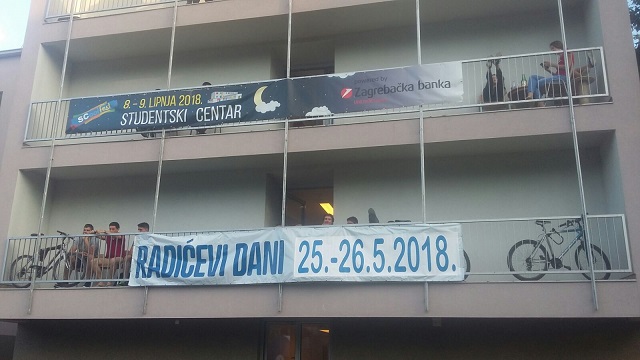 8. - 9. LIPNJA 2018.
STUDENTSKI CENTAR
SC
Zagrebačka banka
RADIĆEVI DANI 25.-26.5.2018.